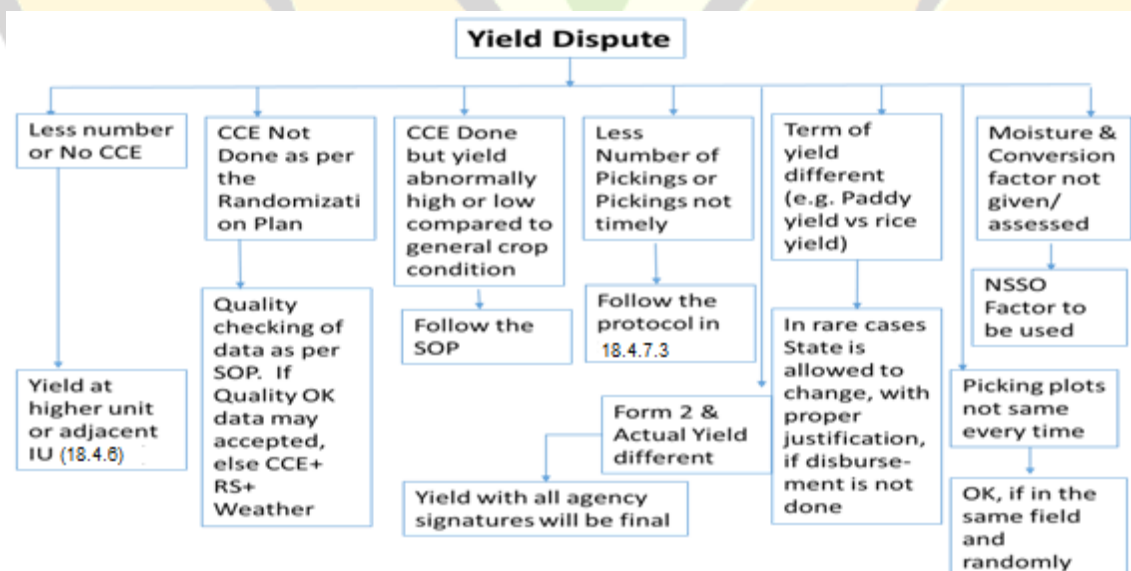 Yield Dispute
Less number
or No CCE
CCE Not
Done as per
the
Randomizati
on Plan
CCE Done
but yield
abnormally
high or low
compared to
general crop
condition
Less
Number of
Pickings or
Pickings not
timely
Term of
yield
different
(e.g. Paddy
yield vs rice
yield)
Moisture &
Conversion
factor not
given/
assessed
Yield at
higher unit
or adjacent
IU (18.4.6)
Quality
checking of
data as per
SOP. If
Quality OK
data may
accepted,
else CCE+
RS+
Weather
Follow the
SOP
Follow the
protocol in
18.4.7.3
Form 2 &
Actual Yield
different
Yield with all agency
signatures will be final
In rare cases
State is
allowed to
change, with
proper
justification,
if disburse-
ment is not
done
NSSO
Factor to
be used
Picking plots
not same
every time
OK, if in the
same field
and
randomly